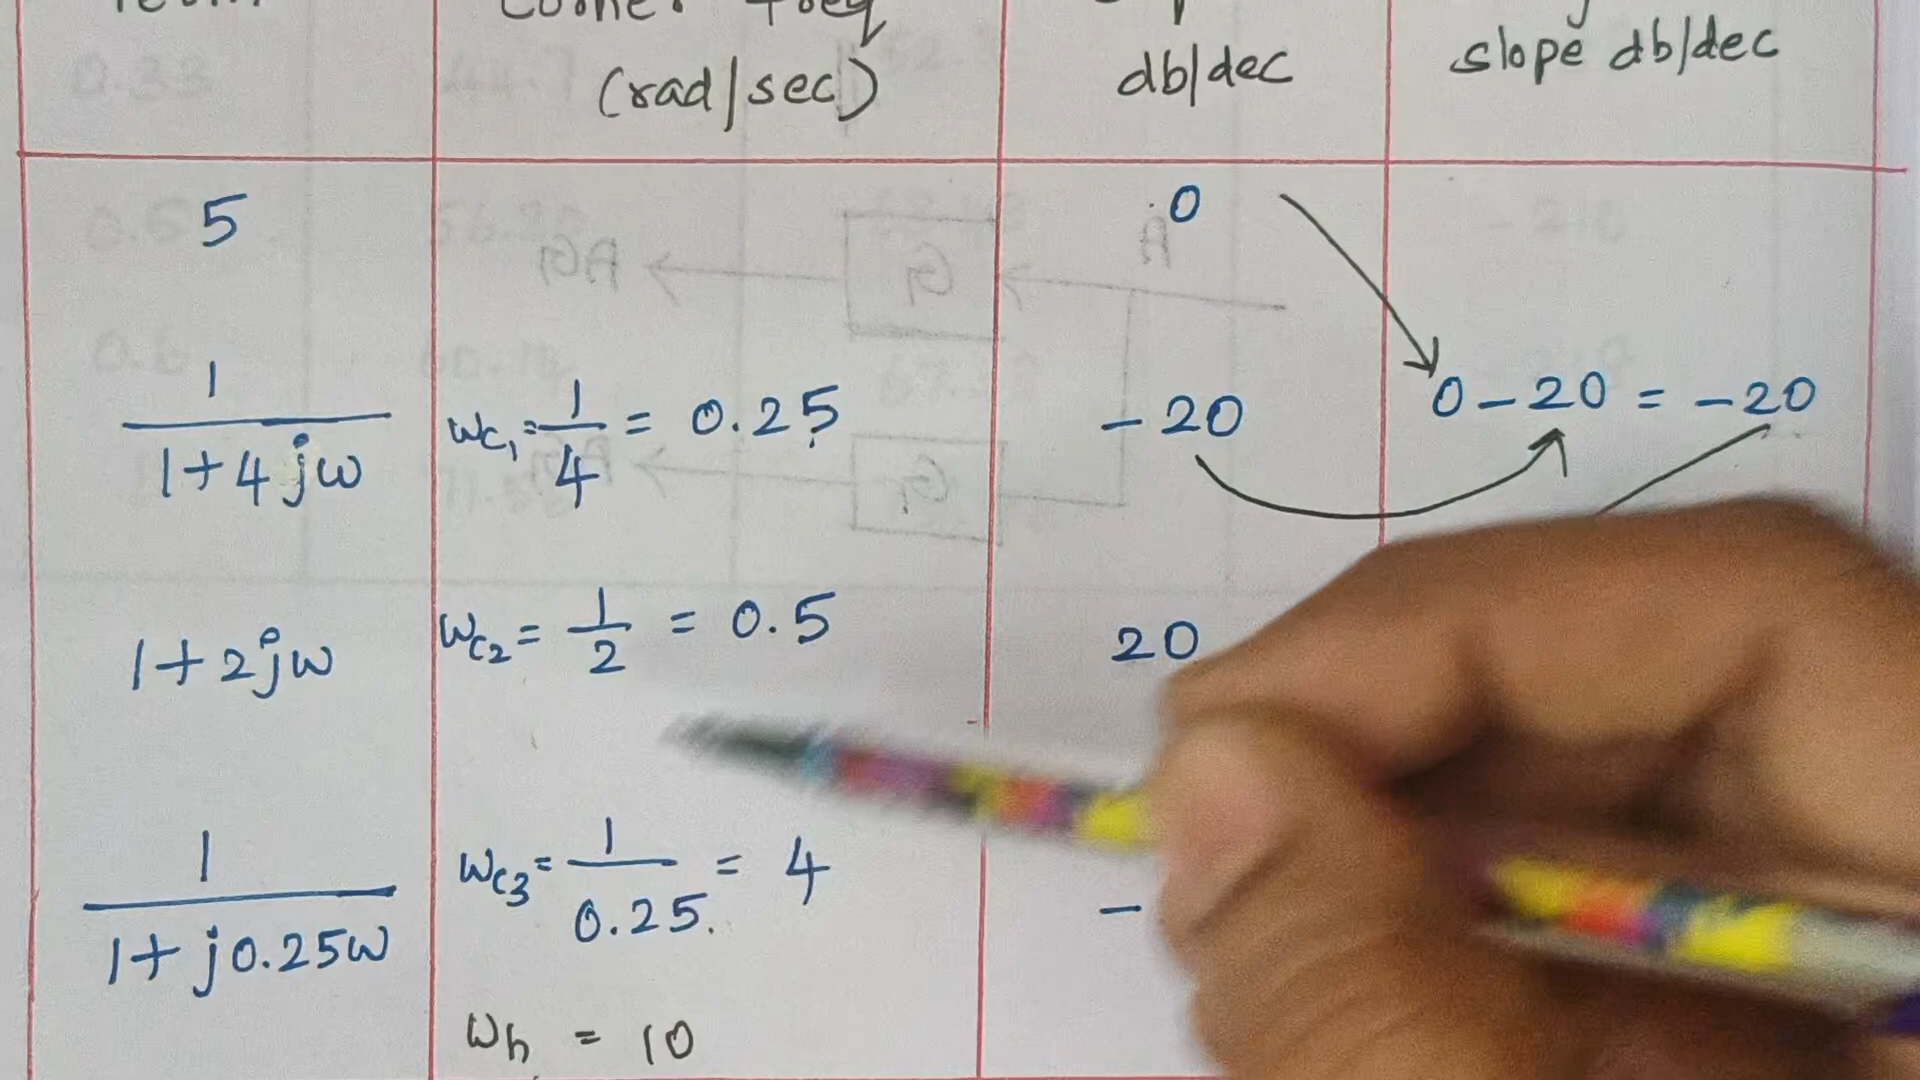 (rad/sec) db/dec slope db/dec
5 0
1/(1+4jω) ωc₁ = 1/4 = 0.25 -20 0-20 = -20
1+2jω ωc2 = 1/2 = 0.5 20
1/(1+j0.25ω) ωc3 = 1/0.25 = 4 -
ωh = 10